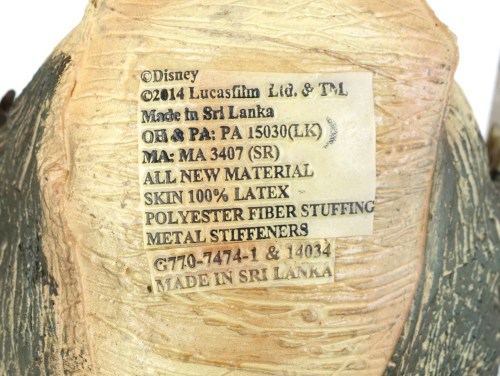 ©Disney
©2014 Lucasfilm Ltd. & TM.
Made in Sri Lanka
OH & PA: PA 15030(LK)
MA: MA 3407 (SR)
ALL NEW MATERIAL
SKIN 100% LATEX
POLYESTER FIBER STUFFING
METAL STIFFENERS
G770-7474-1 & 14034
MADE IN SRI LANKA